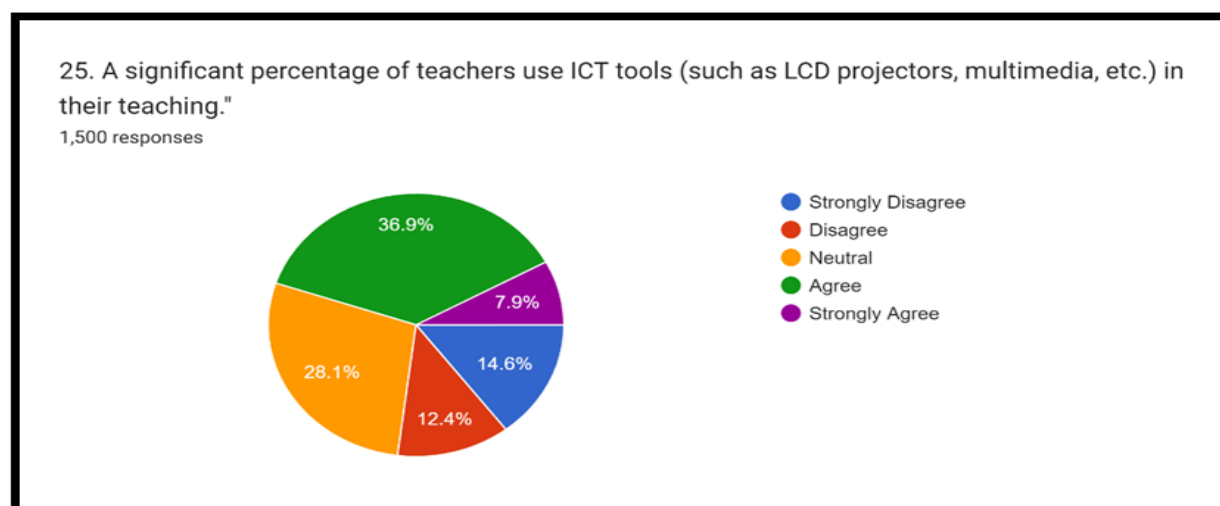 25. A significant percentage of teachers use ICT tools (such as LCD projectors, multimedia, etc.) in
their teaching."
1,500 responses
36.9%
7.9%
28.1%
14.6%
12.4%
Strongly Disagree
Disagree
Neutral
Agree
Strongly Agree